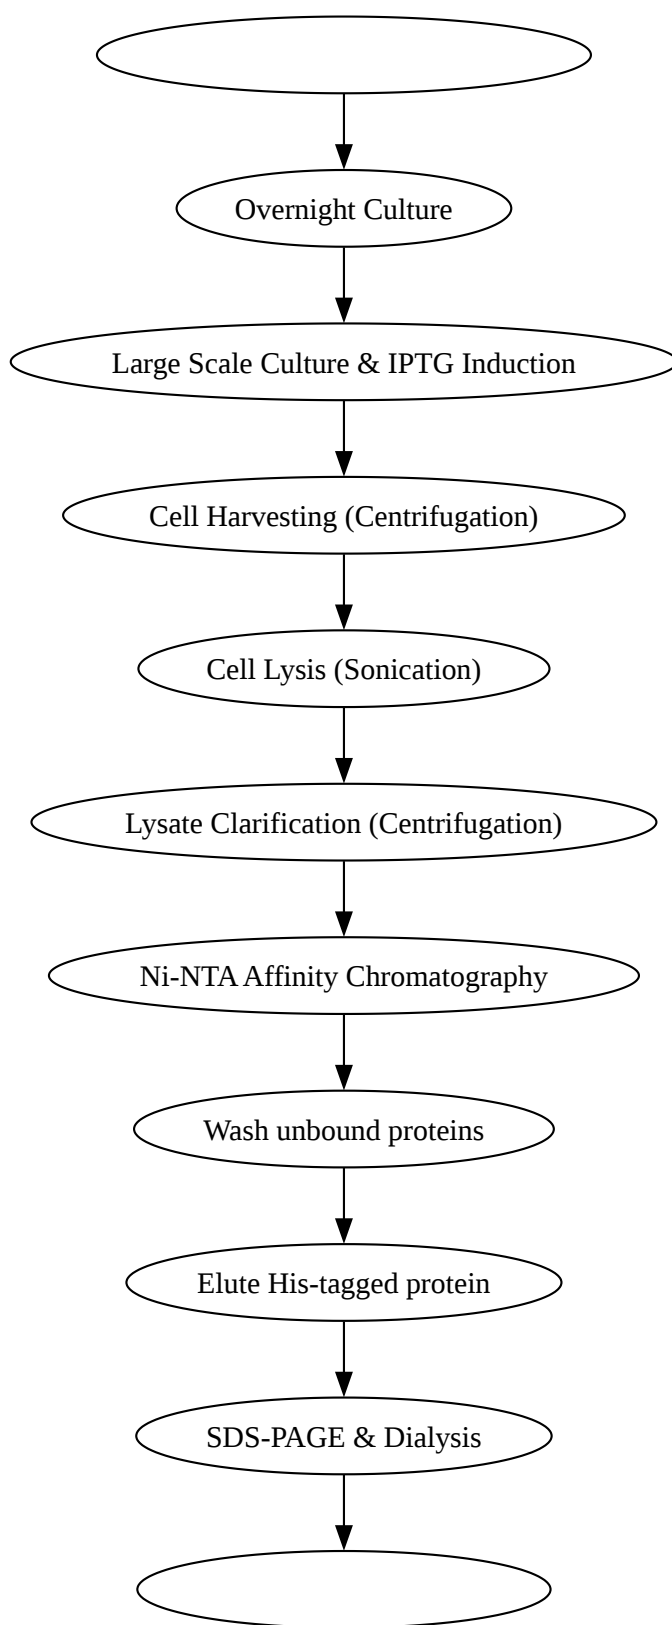 Overnight Culture
Large Scale Culture & IPTG Induction
Cell Harvesting (Centrifugation)
Cell Lysis (Sonication)
Lysate Clarification (Centrifugation)
Ni-NTA Affinity Chromatography
Wash unbound proteins
Elute His-tagged protein
SDS-PAGE & Dialysis